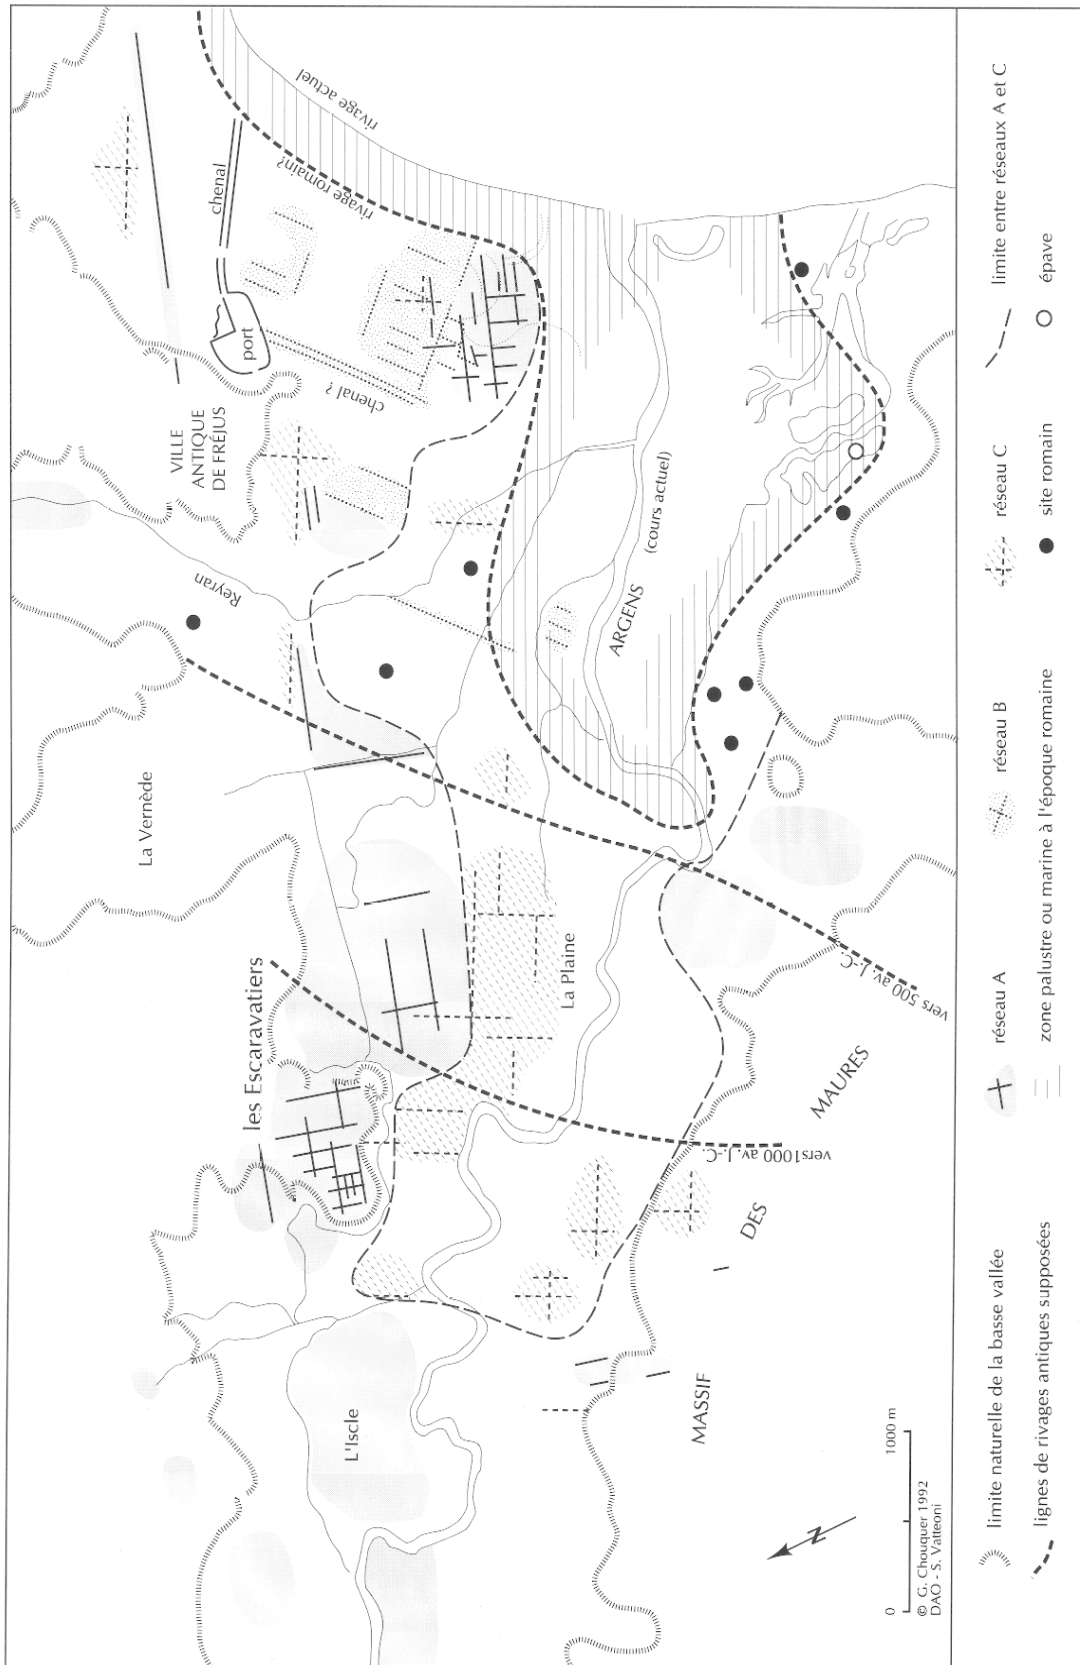 VILLE
ANTIQUE
DE FRÉJUS
port
chenal
chenal ?
rivage romain?
rivage actuel
Reyran
La Vernède
les Escaravatiers
La Plaine
L'Iscle
ARGENS
(cours actuel)
vers 500 av. J.-C.
vers1000 av. J.-C.
MASSIF
DES
MAURES
N
0
1000 m
© G. Chouquer 1992
DAO - S. Vatteoni
limite naturelle de la basse vallée
réseau A
réseau B
réseau C
limite entre réseaux A et C
lignes de rivages antiques supposées
zone palustre ou marine à l'époque romaine
site romain
épave